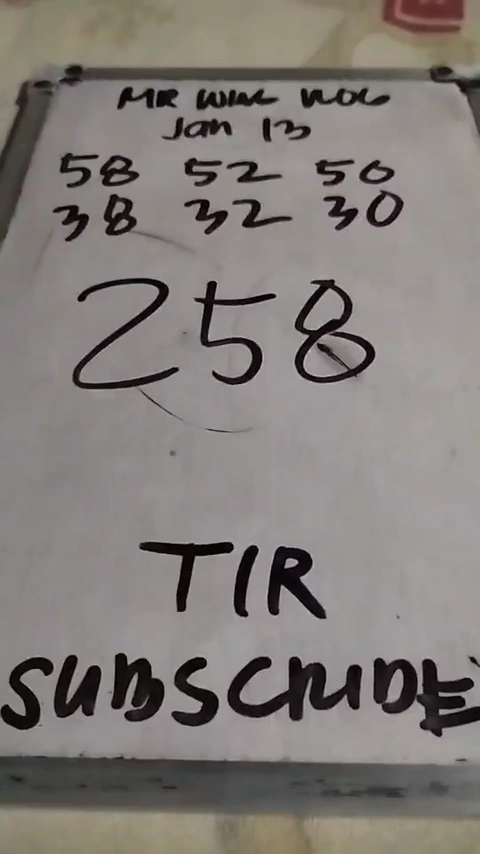 MR WIN VLOG
Jan 13
58 52 50
38 32 30
258
TIR
SUBSCRIBE